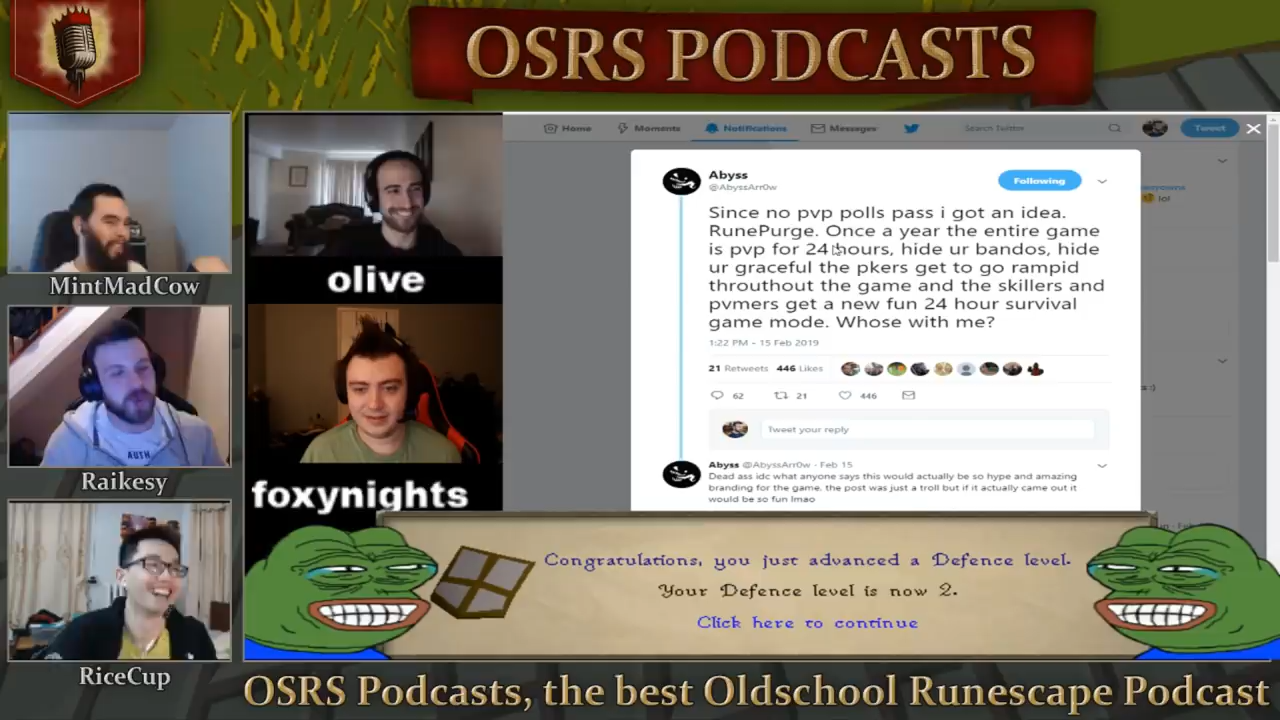 OSRS PODCASTS
MintMadCow
Raikesy
AUTH
RiceCup
olive
foxynights
Home
Moments
Notifications
Messages
Search Twitter
Tweet
Abyss
@AbyssArr0w
Following
Since no pvp polls pass i got an idea.
RunePurge. Once a year the entire game
is pvp for 24 hours, hide ur bandos, hide
ur graceful the pkers get to go rampid
throuthout the game and the skillers and
pvmers get a new fun 24 hour survival
game mode. Whose with me?
1:22 PM - 15 Feb 2019
21 Retweets 446 Likes
62 21 446
Tweet your reply
Abyss @AbyssArr0w · Feb 15
Dead ass idc what anyone says this would actually be so hype and amazing
branding for the game. the post was just a troll but if it actually came out it
would be so fun lmao
lol
Congratulations, you just advanced a Defence level.
Your Defence level is now 2.
Click here to continue
OSRS Podcasts, the best Oldschool Runescape Podcast